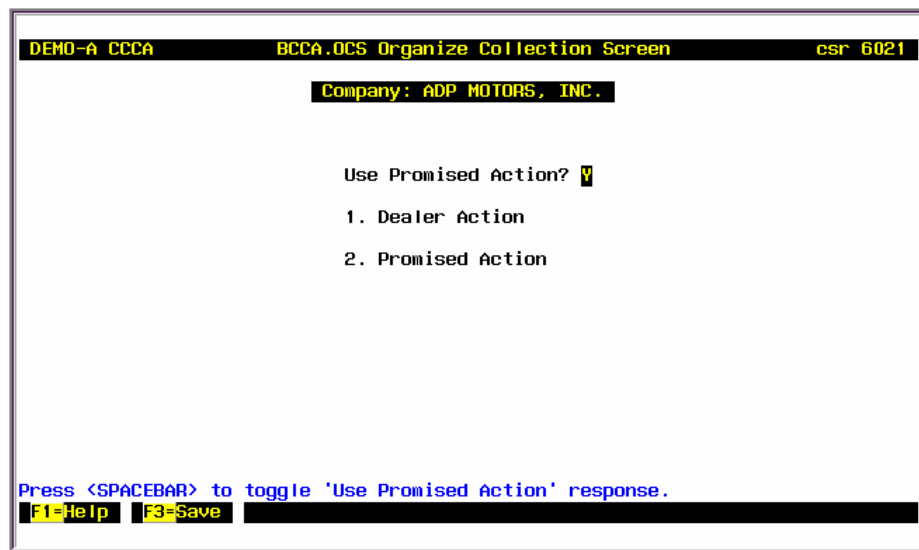 DEMO-A CCCA BCCA.OCS Organize Collection Screen csr 6021
Company: ADP MOTORS, INC.
Use Promised Action? Y
1. Dealer Action
2. Promised Action
Press <SPACEBAR> to toggle 'Use Promised Action' response.
F1=Help F3=Save